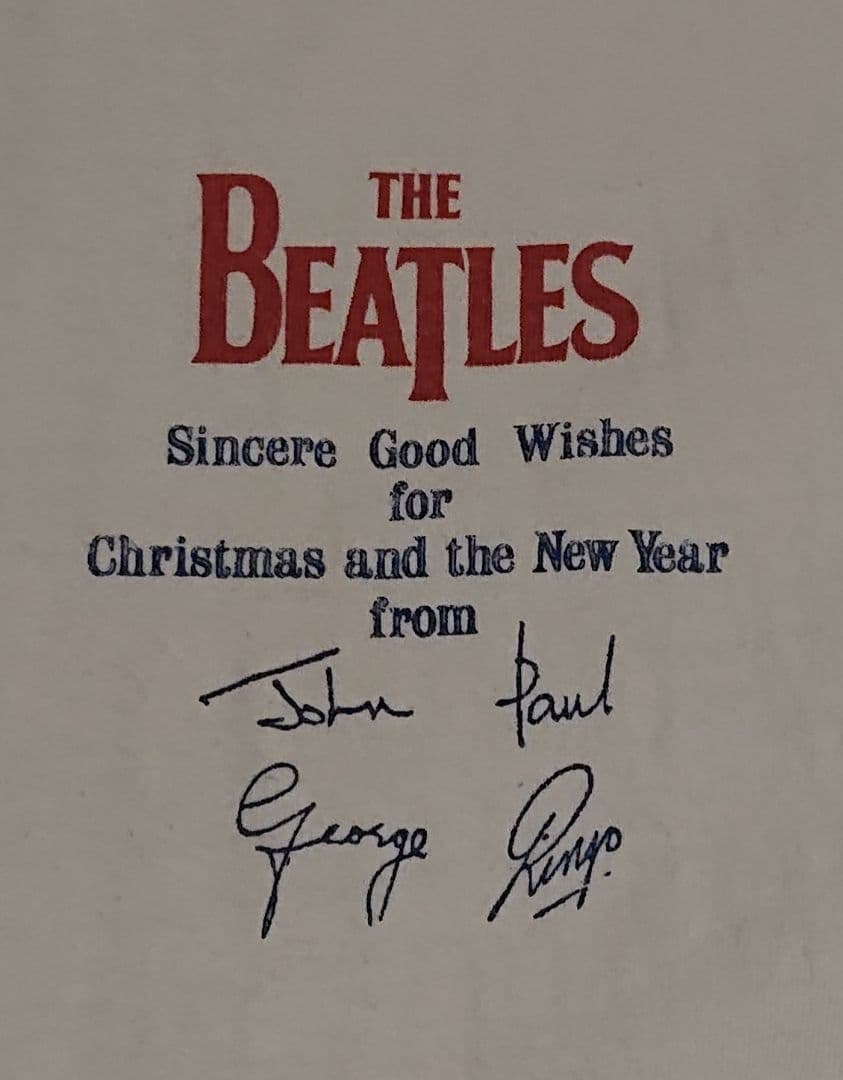 THE
BEATLES
Sincere Good Wishes
for
Christmas and the New Year
from
John Paul
George Ringo